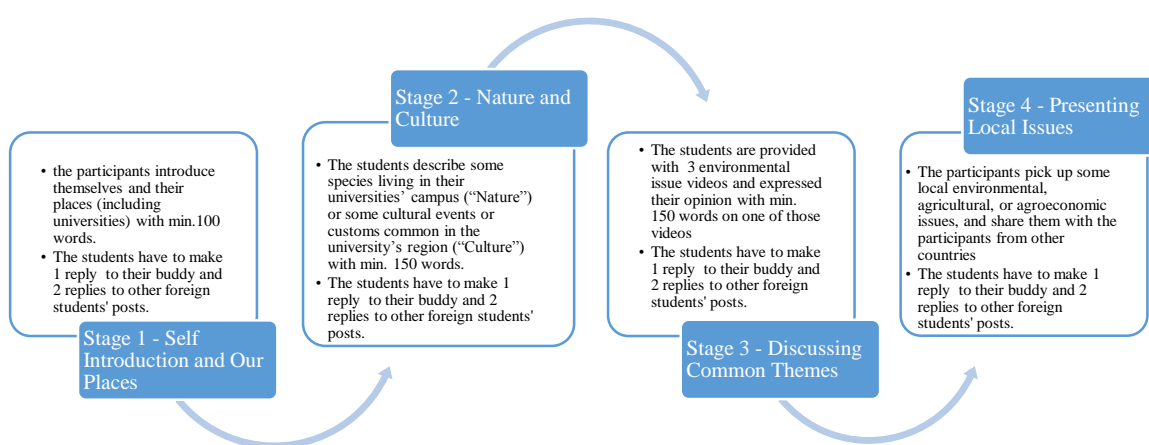 • the participants introduce
themselves and their
places (including
universities) with min.100
words.
• The students have to make
1 reply to their buddy and
2 replies to other foreign
students' posts.
Stage 1 - Self
Introduction and Our
Places
Stage 2 - Nature and
Culture
• The students describe some
species living in their
universities' campus (“Nature”)
or some cultural events or
customs common in the
university's region (“Culture”)
with min. 150 words.
• The students have to make 1
reply to their buddy and 2
replies to other foreign students'
posts.
• The students are provided
with 3 environmental
issue videos and expressed
their opinion with min.
150 words on one of those
videos
• The students have to make
1 reply to their buddy and
2 replies to other foreign
students' posts.
Stage 3 - Discussing
Common Themes
Stage 4 - Presenting
Local Issues
• The participants pick up some
local environmental,
agricultural, or agroeconomic
issues, and share them with the
participants from other
countries
• The students have to make 1
reply to their buddy and 2
replies to other foreign
students' posts.